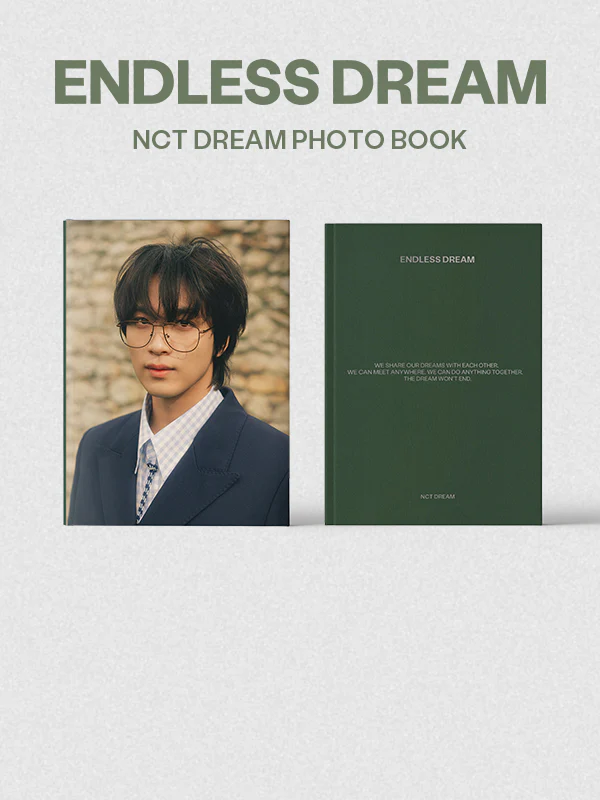 ENDLESS DREAM
NCT DREAM PHOTO BOOK
ENDLESS DREAM
WE SHARE OUR DREAMS WITH EACH OTHER.
WE CAN MEET ANYWHERE, WE CAN DO ANYTHING TOGETHER.
THE DREAM WON'T END.
NCT DREAM